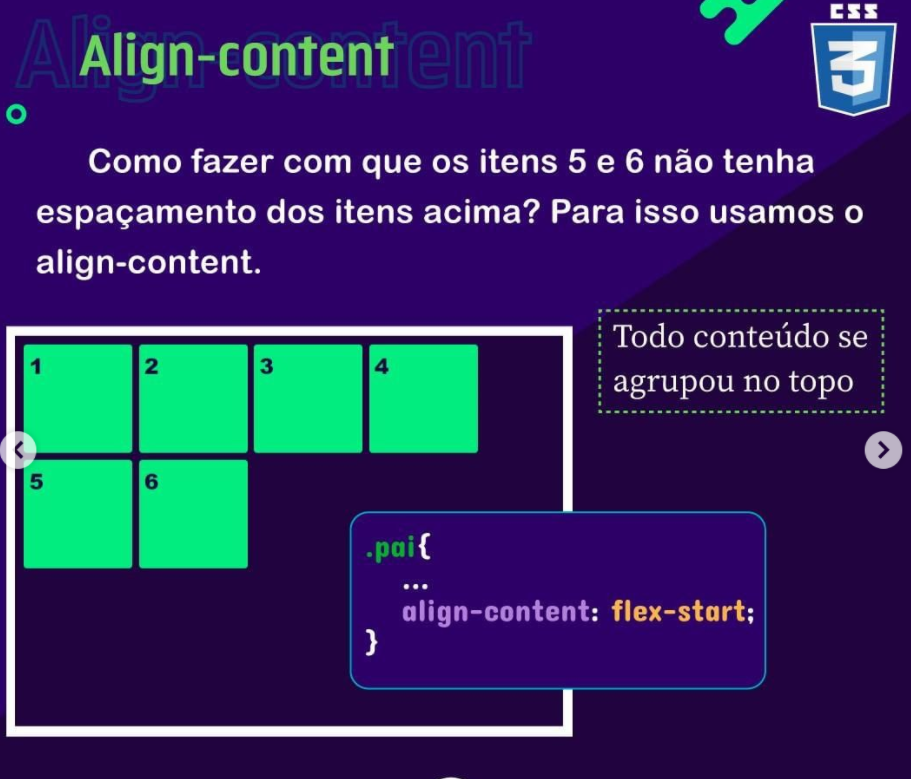 CSS
3
Align-content
Align-content
Como fazer com que os itens 5 e 6 não tenha
espaçamento dos itens acima? Para isso usamos o
align-content.
Todo conteúdo se
agrupou no topo
1 2 3 4
5 6
.pai{
...
align-content: flex-start;
}